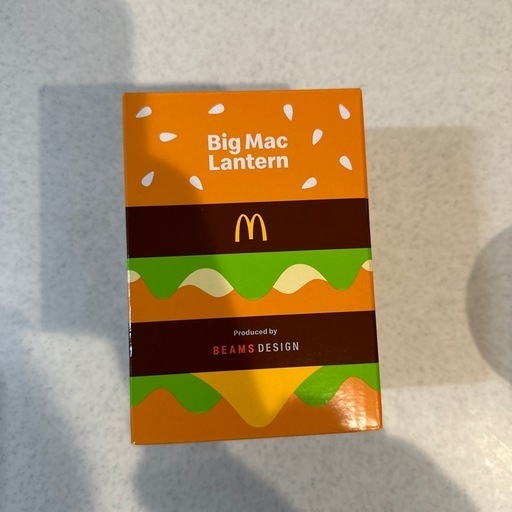 Big Mac
Lantern
M
Produced by
BEAMS DESIGN